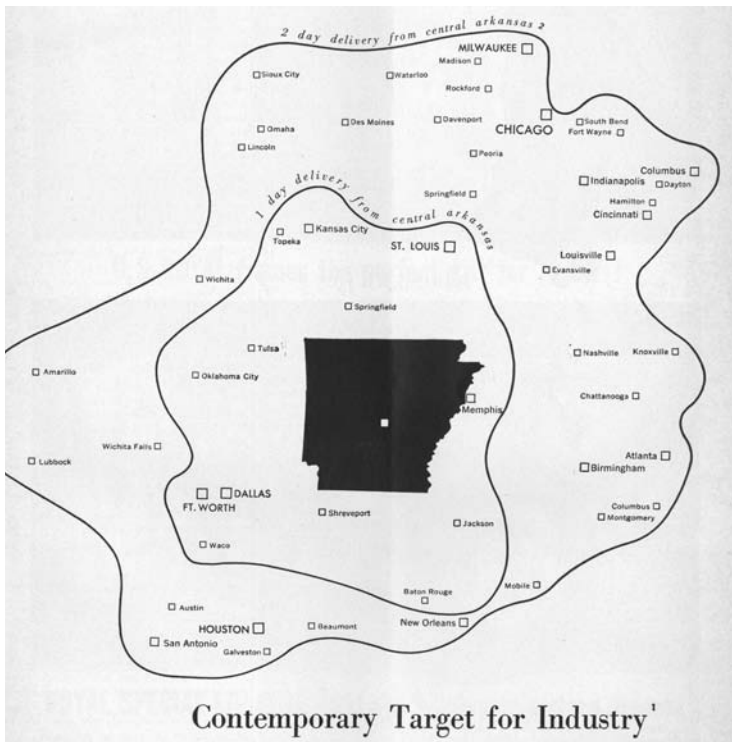 2 day delivery from central arkansas 2
MILWAUKEE
Madison
Sioux City
Waterloo
Rockford
CHICAGO
Omaha
Des Moines
Davenport
South Bend
Fort Wayne
Lincoln
Peoria
Columbus
Indianapolis
Dayton
Springfield
Hamilton
Cincinnati
1 day delivery from central arkansas
Kansas City
Topeka
ST. LOUIS
Louisville
Evansville
Wichita
Springfield
Tulsa
Nashville
Knoxville
Amarillo
Oklahoma City
Chattanooga
Memphis
Wichita Falls
Atlanta
Lubbock
Birmingham
DALLAS
FT. WORTH
Shreveport
Columbus
Montgomery
Jackson
Waco
Mobile
Baton Rouge
Austin
New Orleans
HOUSTON
Beaumont
San Antonio
Galveston
Contemporary Target for Industry¹